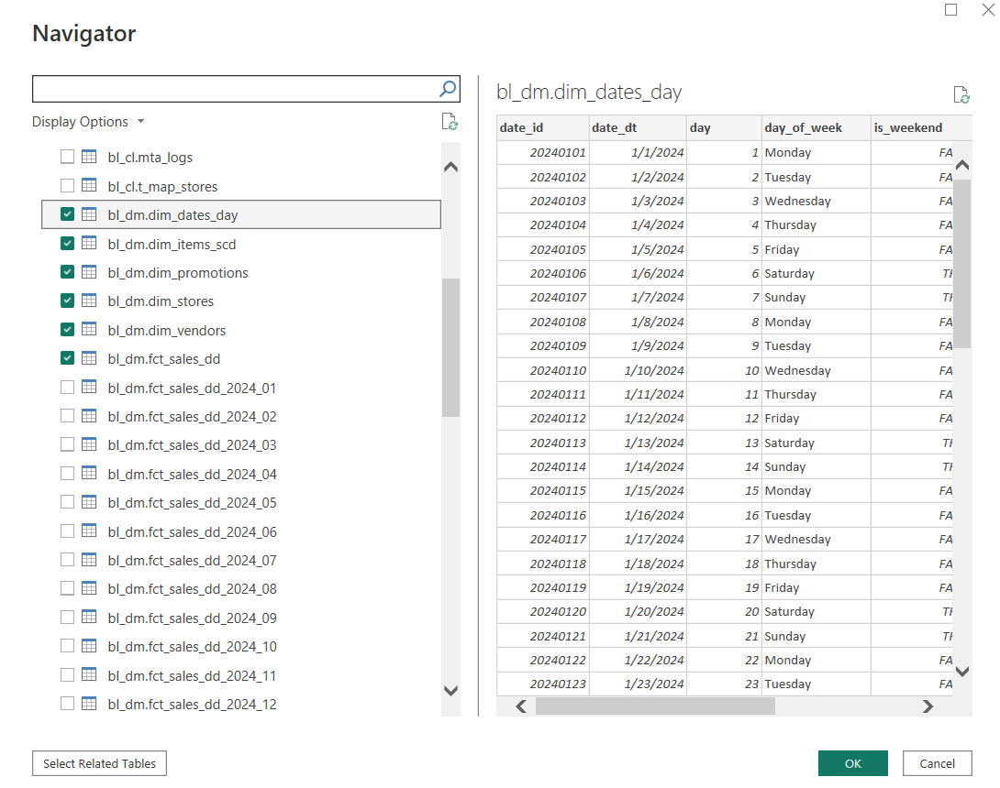 Navigator
Display Options
bl_cl.mta_logs
bl_cl.t_map_stores
bl_dm.dim_dates_day
bl_dm.dim_items_scd
bl_dm.dim_promotions
bl_dm.dim_stores
bl_dm.dim_vendors
bl_dm.fct_sales_dd
bl_dm.fct_sales_dd_2024_01
bl_dm.fct_sales_dd_2024_02
bl_dm.fct_sales_dd_2024_03
bl_dm.fct_sales_dd_2024_04
bl_dm.fct_sales_dd_2024_05
bl_dm.fct_sales_dd_2024_06
bl_dm.fct_sales_dd_2024_07
bl_dm.fct_sales_dd_2024_08
bl_dm.fct_sales_dd_2024_09
bl_dm.fct_sales_dd_2024_10
bl_dm.fct_sales_dd_2024_11
bl_dm.fct_sales_dd_2024_12
bl_dm.dim_dates_day
date_id date_dt day day_of_week is_weekend
20240101 1/1/2024 1 Monday FA
20240102 1/2/2024 2 Tuesday FA
20240103 1/3/2024 3 Wednesday FA
20240104 1/4/2024 4 Thursday FA
20240105 1/5/2024 5 Friday FA
20240106 1/6/2024 6 Saturday TR
20240107 1/7/2024 7 Sunday TR
20240108 1/8/2024 8 Monday FA
20240109 1/9/2024 9 Tuesday FA
20240110 1/10/2024 10 Wednesday FA
20240111 1/11/2024 11 Thursday FA
20240112 1/12/2024 12 Friday FA
20240113 1/13/2024 13 Saturday TR
20240114 1/14/2024 14 Sunday TR
20240115 1/15/2024 15 Monday FA
20240116 1/16/2024 16 Tuesday FA
20240117 1/17/2024 17 Wednesday FA
20240118 1/18/2024 18 Thursday FA
20240119 1/19/2024 19 Friday FA
20240120 1/20/2024 20 Saturday TR
20240121 1/21/2024 21 Sunday TR
20240122 1/22/2024 22 Monday FA
20240123 1/23/2024 23 Tuesday FA
Select Related Tables
OK
Cancel